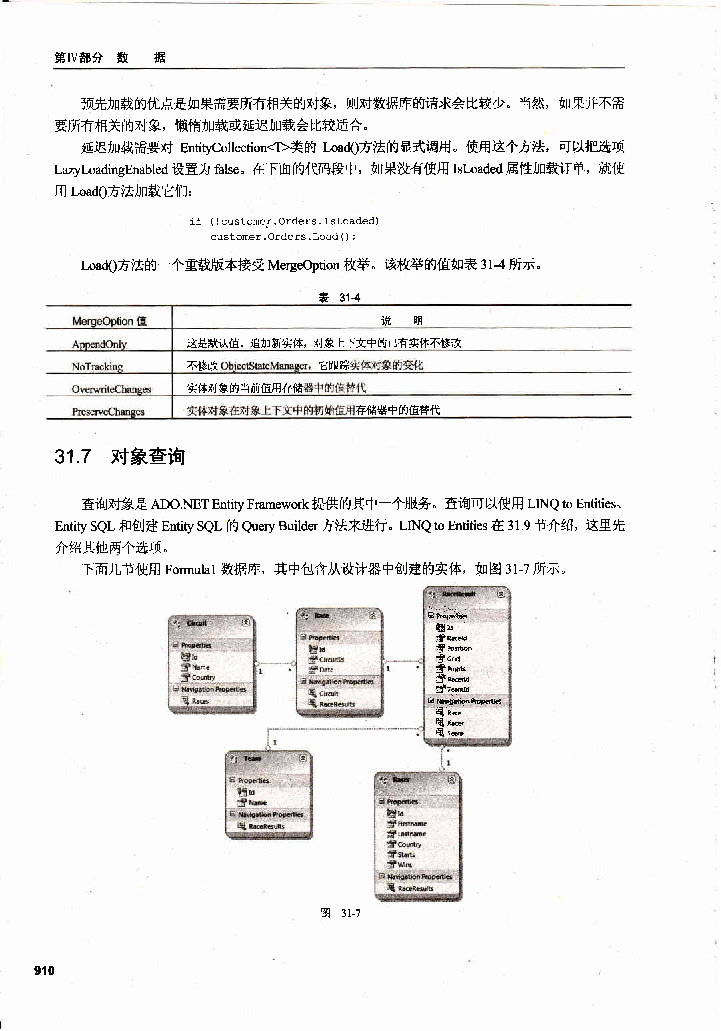 第IV部分 数 据
预先加载的优点是如果需要所有相关的对象，则对数据库的请求会比较少。当然，如果并不需
要所有相关的对象，懒惰加载或延迟加载会比较适合。
延迟加载需要对 EntityCollection<T>类的 Load()方法的显式调用。使用这个方法，可以把选项
LazyLoadingEnabled 设置为 false。在下面的代码段中，如果没有使用 IsLoaded 属性加载订单，就使
用 Load()方法加载它们：
if (!customer.Orders.IsLoaded)
customer.Orders.Load();
Load()方法的一个重载版本接受 MergeOption 枚举。该枚举的值如表 31-4 所示。
表 31-4
MergeOption 值 说 明
AppendOnly 这是默认值。追加新实体，对象上下文中的已有实体不修改
NoTracking 不修改 ObjectStateManager，它跟踪实体对象的变化
OverwriteChanges 实体对象的当前值用存储器中的值替代
PreserveChanges 实体对象在对象上下文中的初始值用存储器中的值替代
31.7 对象查询
查询对象是 ADO.NET Entity Framework 提供的其中一个服务。查询可以使用 LINQ to Entities、
Entity SQL 和创建 Entity SQL 的 Query Builder 方法来进行。LINQ to Entities 在 31.9 节介绍，这里先
介绍其他两个选项。
下面几节使用 Formula1 数据库，其中包含从设计器中创建的实体，如图 31-7 所示。
Circuit
Properties
Id
Name
Country
Navigation Properties
Races
1
*
Race
Properties
Id
CircuitId
Date
Navigation Properties
Circuit
RaceResults
1
*
RaceResult
Properties
Id
RaceId
Position
Grid
Points
RacerId
TeamId
Navigation Properties
Race
Racer
Team
1
*
*
1
Team
Properties
Id
Name
Navigation Properties
RaceResults
Racer
Properties
Id
Firstname
Lastname
Country
Starts
Wins
Navigation Properties
RaceResults
图 31-7
910